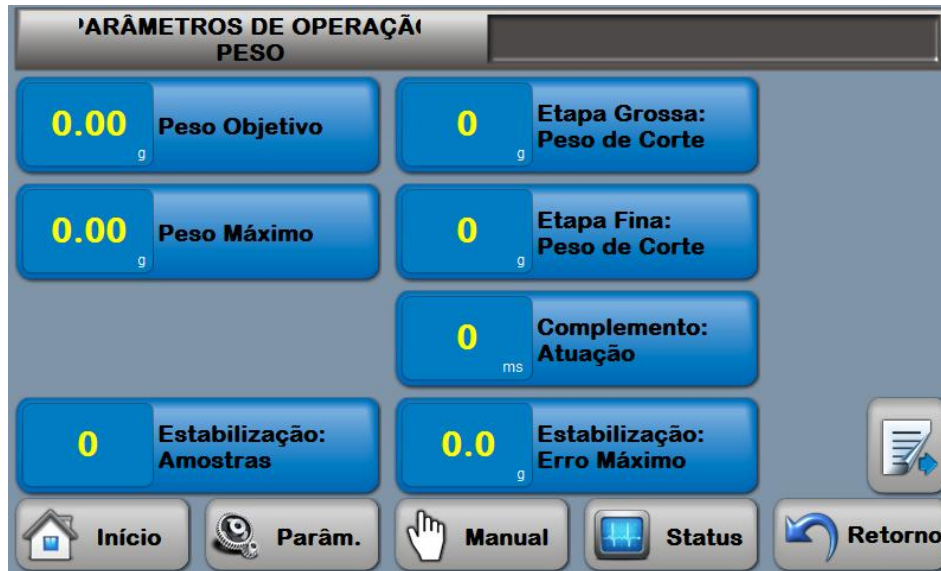 PARÂMETROS DE OPERAÇÃO
PESO
0.00
g
Peso Objetivo
0
g
Etapa Grossa:
Peso de Corte
0.00
g
Peso Máximo
0
g
Etapa Fina:
Peso de Corte
0
ms
Complemento:
Atuação
0
Estabilização:
Amostras
0.0
g
Estabilização:
Erro Máximo
Início
Parâm.
Manual
Status
Retorno